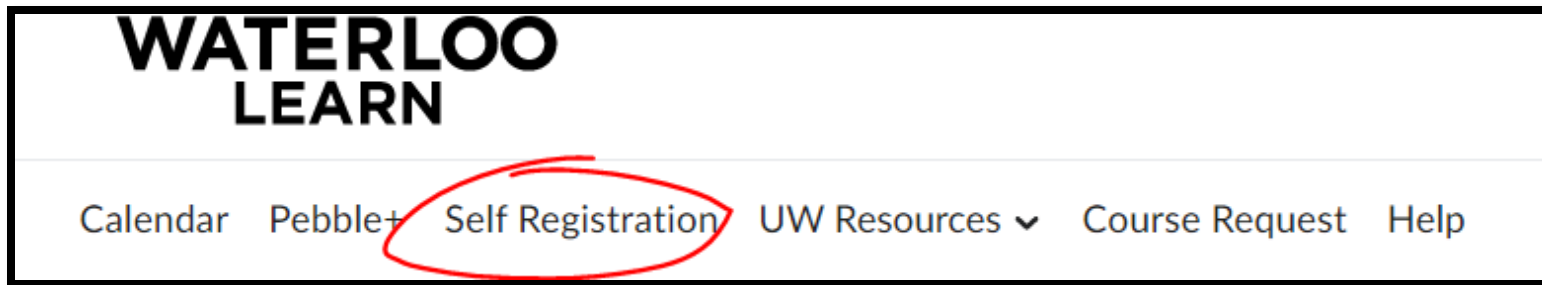 WATERLOO
LEARN
Calendar Pebble+ Self Registration UW Resources Course Request Help